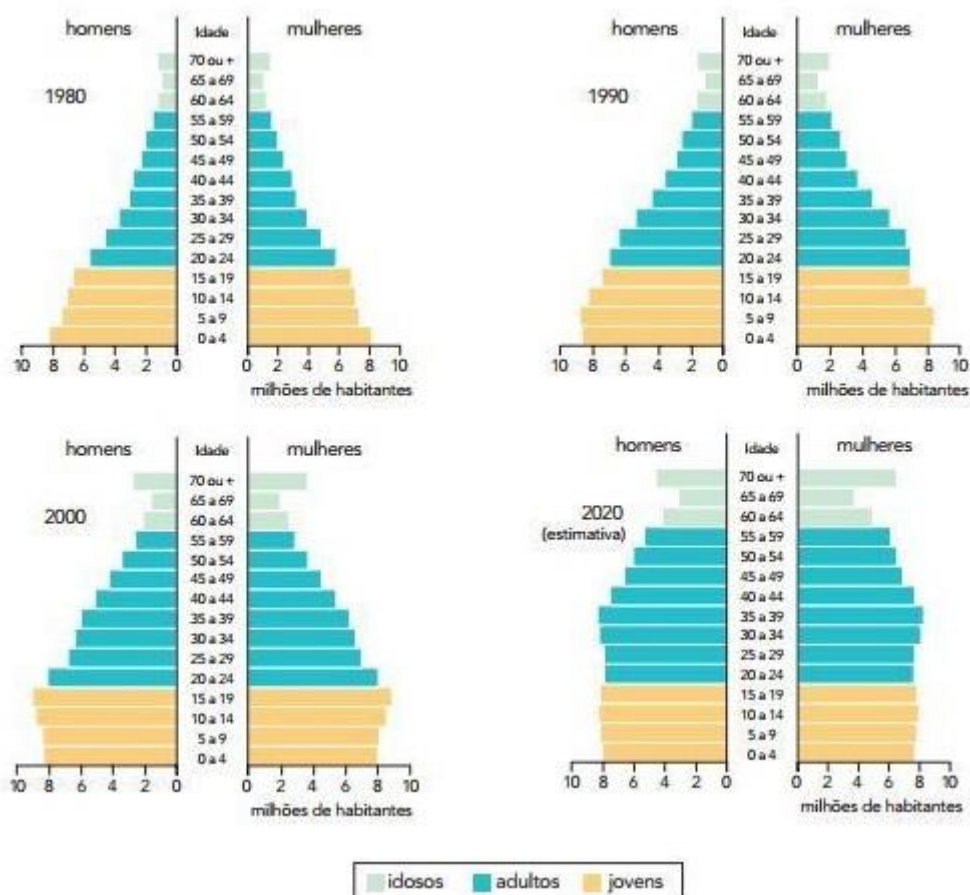 homens Idade mulheres
1980
70 ou +
65 a 69
60 a 64
55 a 59
50 a 54
45 a 49
40 a 44
35 a 39
30 a 34
25 a 29
20 a 24
15 a 19
10 a 14
5 a 9
0 a 4
10 8 6 4 2 0 0 2 4 6 8 10
milhões de habitantes
homens Idade mulheres
1990
70 ou +
65 a 69
60 a 64
55 a 59
50 a 54
45 a 49
40 a 44
35 a 39
30 a 34
25 a 29
20 a 24
15 a 19
10 a 14
5 a 9
0 a 4
10 8 6 4 2 0 0 2 4 6 8 10
milhões de habitantes
homens Idade mulheres
2000
70 ou +
65 a 69
60 a 64
55 a 59
50 a 54
45 a 49
40 a 44
35 a 39
30 a 34
25 a 29
20 a 24
15 a 19
10 a 14
5 a 9
0 a 4
10 8 6 4 2 0 0 2 4 6 8 10
milhões de habitantes
homens Idade mulheres
2020
(estimativa)
70 ou +
65 a 69
60 a 64
55 a 59
50 a 54
45 a 49
40 a 44
35 a 39
30 a 34
25 a 29
20 a 24
15 a 19
10 a 14
5 a 9
0 a 4
10 8 6 4 2 0 0 2 4 6 8 10
milhões de habitantes
idosos adultos jovens